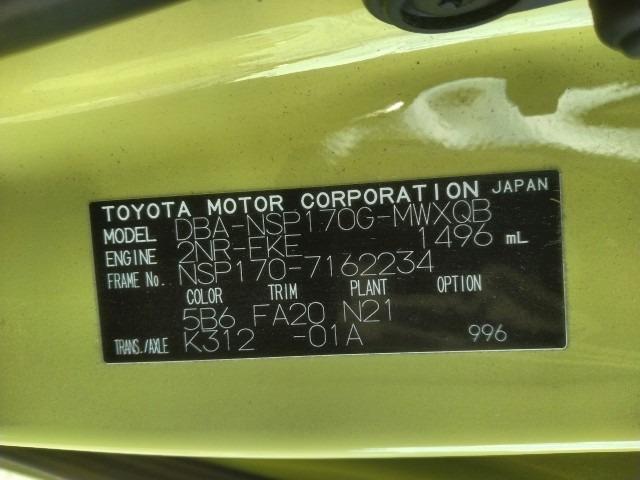 TOYOTA MOTOR CORPORATION JAPAN
MODEL DBA-NSP170G-MWXQB
ENGINE 2NR-EKE 1496 mL
FRAME No. NSP170-7162234
COLOR TRIM PLANT OPTION
5B6 FA20 N21
TRANS./AXLE K312 -01A 996